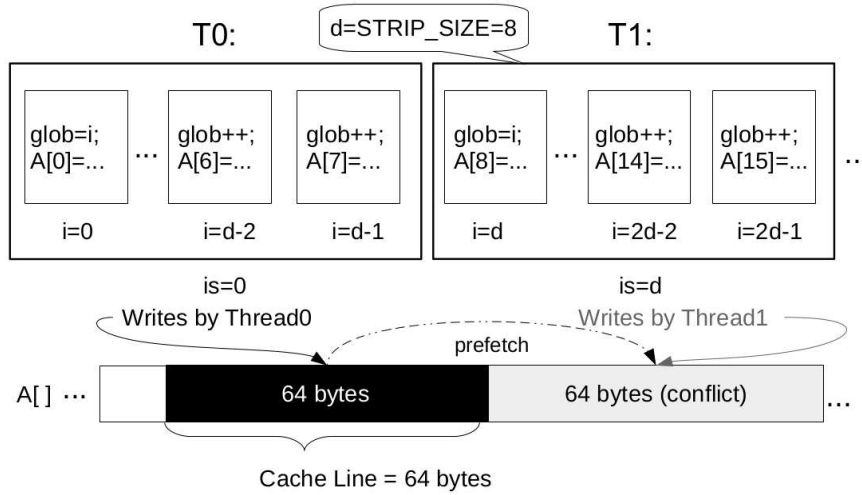 T0:
d=STRIP_SIZE=8
T1:
glob=i;
A[0]=...
...
glob++;
A[6]=...
glob++;
A[7]=...
glob=i;
A[8]=...
...
glob++;
A[14]=...
glob++;
A[15]=...
..
i=0
i=d-2
i=d-1
i=d
i=2d-2
i=2d-1
is=0
is=d
Writes by Thread0
Writes by Thread1
prefetch
A[ ] ...
64 bytes
64 bytes (conflict)
...
Cache Line = 64 bytes